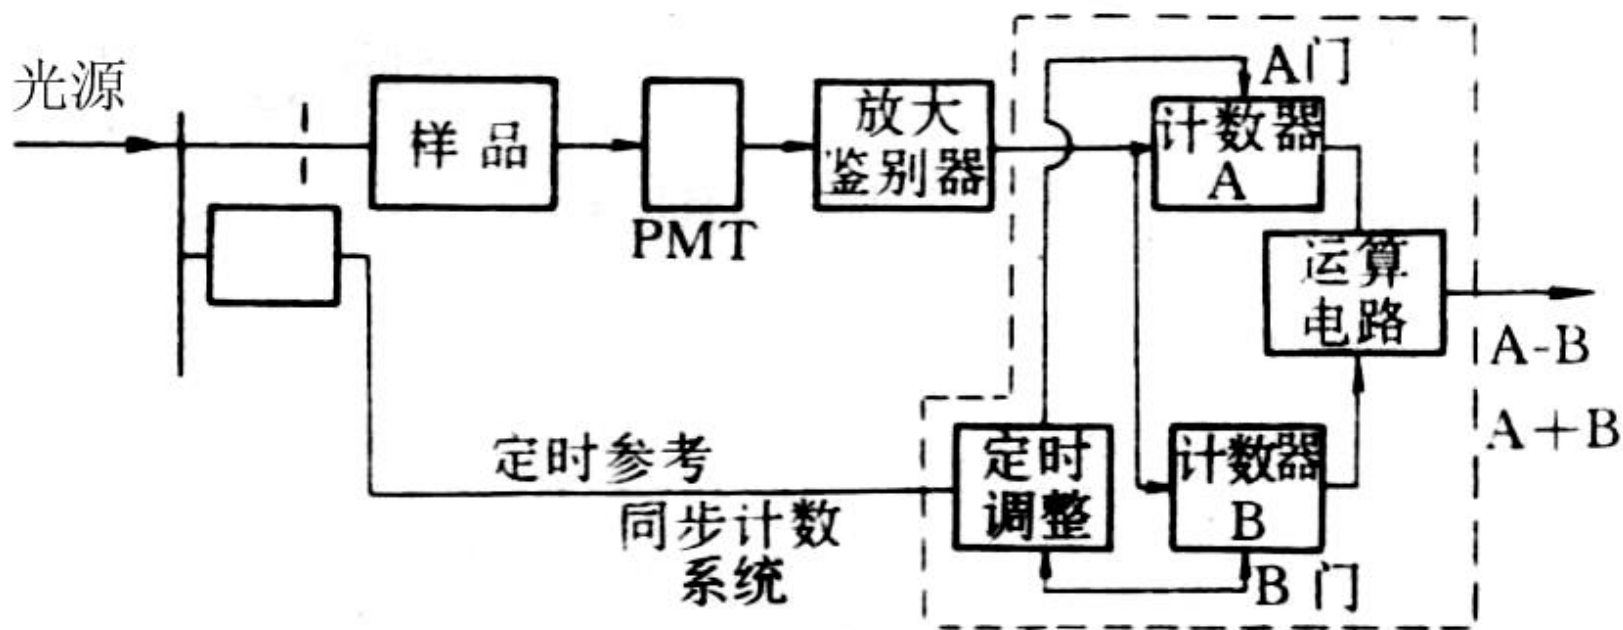 光源
样品
PMT
放大
鉴别器
A门
计数器
A
运算
电路
A-B
A+B
定时参考
同步计数
系统
定时
调整
计数器
B
B门